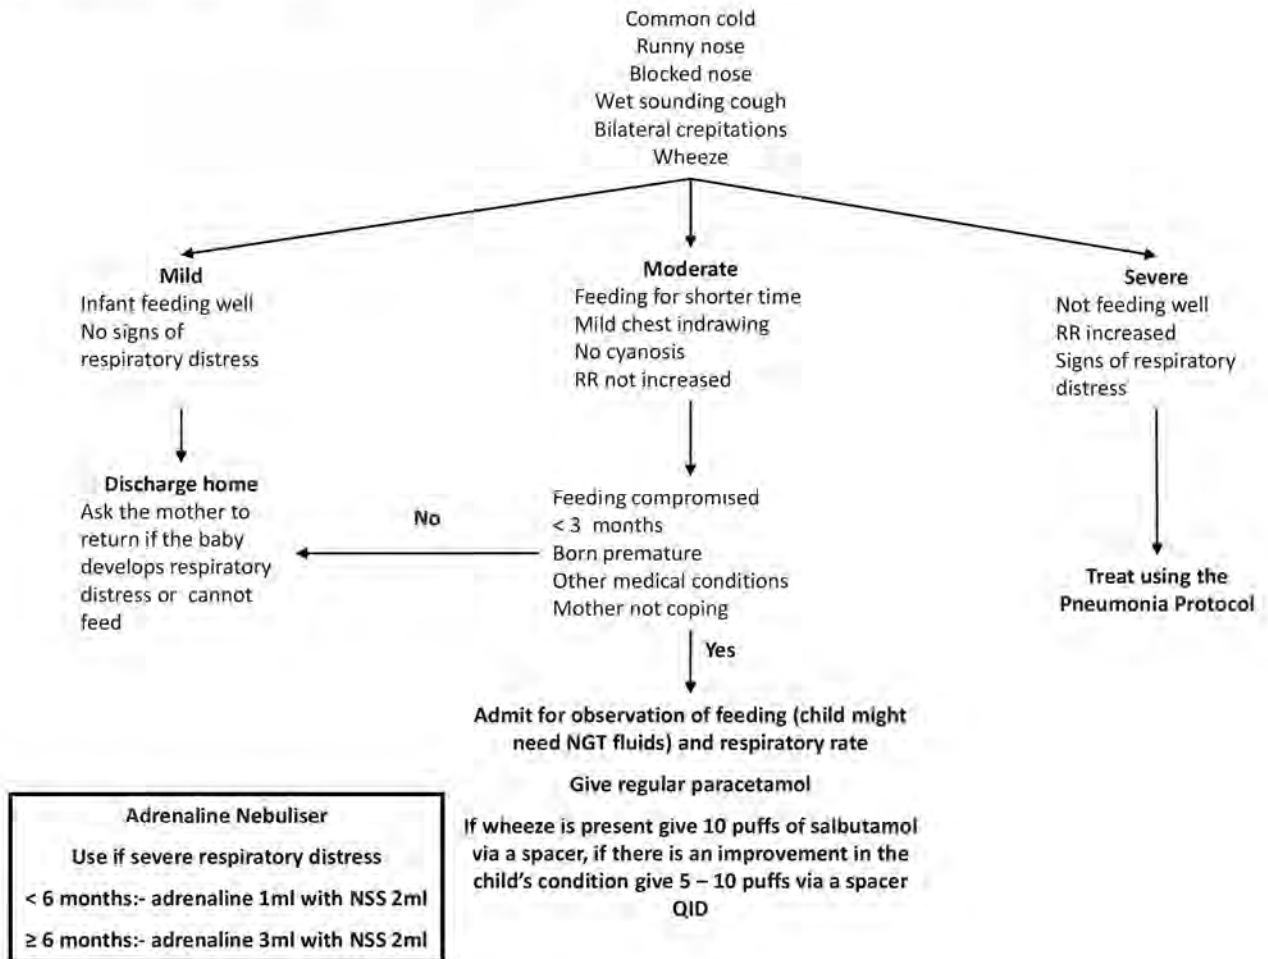 Common cold
Runny nose
Blocked nose
Wet sounding cough
Bilateral crepitations
Wheeze
Mild
Infant feeding well
No signs of
respiratory distress
Moderate
Feeding for shorter time
Mild chest indrawing
No cyanosis
RR not increased
Severe
Not feeding well
RR increased
Signs of respiratory
distress
Discharge home
Ask the mother to
return if the baby
develops respiratory
distress or cannot
feed
No
Feeding compromised
< 3 months
Born premature
Other medical conditions
Mother not coping
Treat using the
Pneumonia Protocol
Yes
Admit for observation of feeding (child might
need NGT fluids) and respiratory rate
Give regular paracetamol
If wheeze is present give 10 puffs of salbutamol
via a spacer, if there is an improvement in the
child's condition give 5 – 10 puffs via a spacer
QID
Adrenaline Nebuliser
Use if severe respiratory distress
< 6 months:- adrenaline 1ml with NSS 2ml
≥ 6 months:- adrenaline 3ml with NSS 2ml